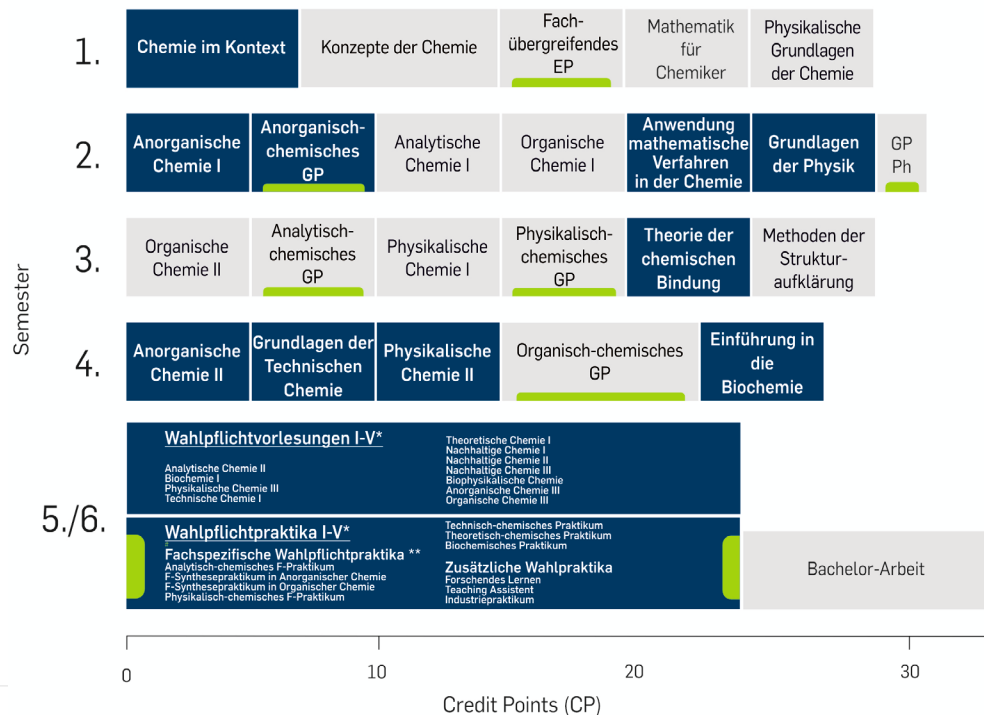 Semester
1.
Chemie im Kontext
Konzepte der Chemie
Fach-
übergreifendes
EP
Mathematik
für
Chemiker
Physikalische
Grundlagen
der Chemie
2.
Anorganische
Chemie I
Anorganisch-
chemisches
GP
Analytische
Chemie I
Organische
Chemie I
Anwendung
mathematische
Verfahren
in der Chemie
Grundlagen
der Physik
GP
Ph
3.
Organische
Chemie II
Analytisch-
chemisches
GP
Physikalische
Chemie I
Physikalisch-
chemisches
GP
Theorie der
chemischen
Bindung
Methoden der
Struktur-
aufklärung
4.
Anorganische
Chemie II
Grundlagen der
Technischen
Chemie
Physikalische
Chemie II
Organisch-chemisches
GP
Einführung in
die
Biochemie
5./6.
Wahlpflichtvorlesungen I-V*
Analytische Chemie II
Biochemie I
Physikalische Chemie III
Technische Chemie I
Theoretische Chemie I
Nachhaltige Chemie I
Nachhaltige Chemie II
Nachhaltige Chemie III
Biophysikalische Chemie
Anorganische Chemie III
Organische Chemie III
Wahlpflichtpraktika I-V*
Fachspezifische Wahlpflichtpraktika **
Analytisch-chemisches F-Praktikum
F-Synthesepraktikum in Anorganischer Chemie
F-Synthesepraktikum in Organischer Chemie
Physikalisch-chemisches F-Praktikum
Technisch-chemisches Praktikum
Theoretisch-chemisches Praktikum
Biochemisches Praktikum
Zusätzliche Wahlpraktika
Forschendes Lernen
Teaching Assistent
Industriepraktikum
Bachelor-Arbeit
0
10
20
30
Credit Points (CP)